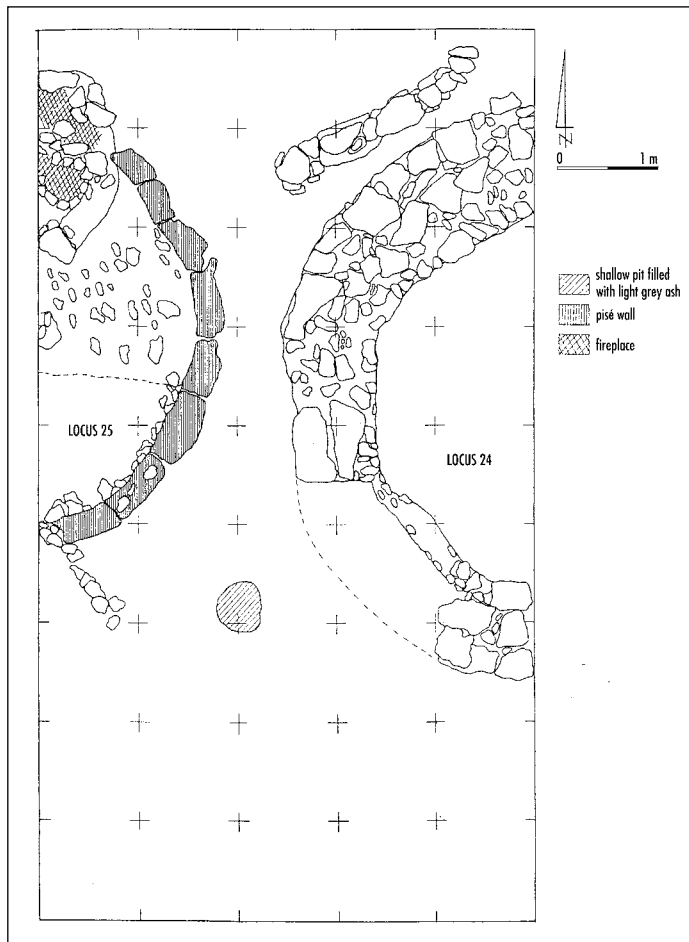 N
0 1 m
shallow pit filled
with light grey ash
pisé wall
fireplace
LOCUS 25
LOCUS 24